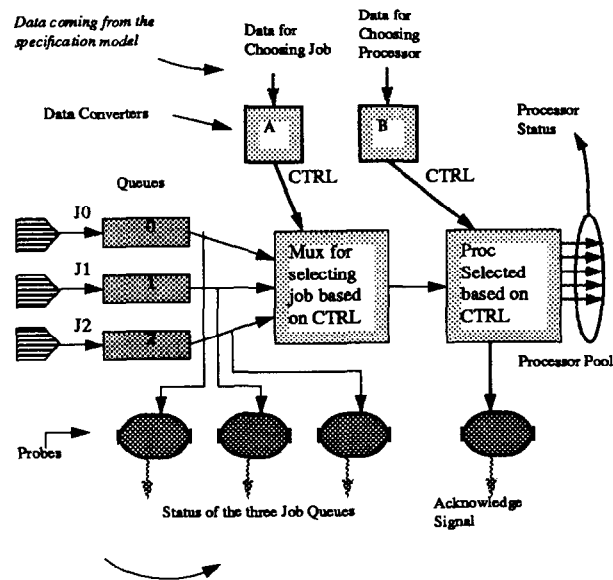 Data coming from the
specification model
Data for
Choosing Job
Data for
Choosing
Processor
Data Converters
A
B
Processor
Status
CTRL
CTRL
Queues
J0
0
J1
1
J2
2
Mux for
selecting
job based
on CTRL
Proc
Selected
based on
CTRL
Processor Pool
Probes
Status of the three Job Queues
Acknowledge
Signal